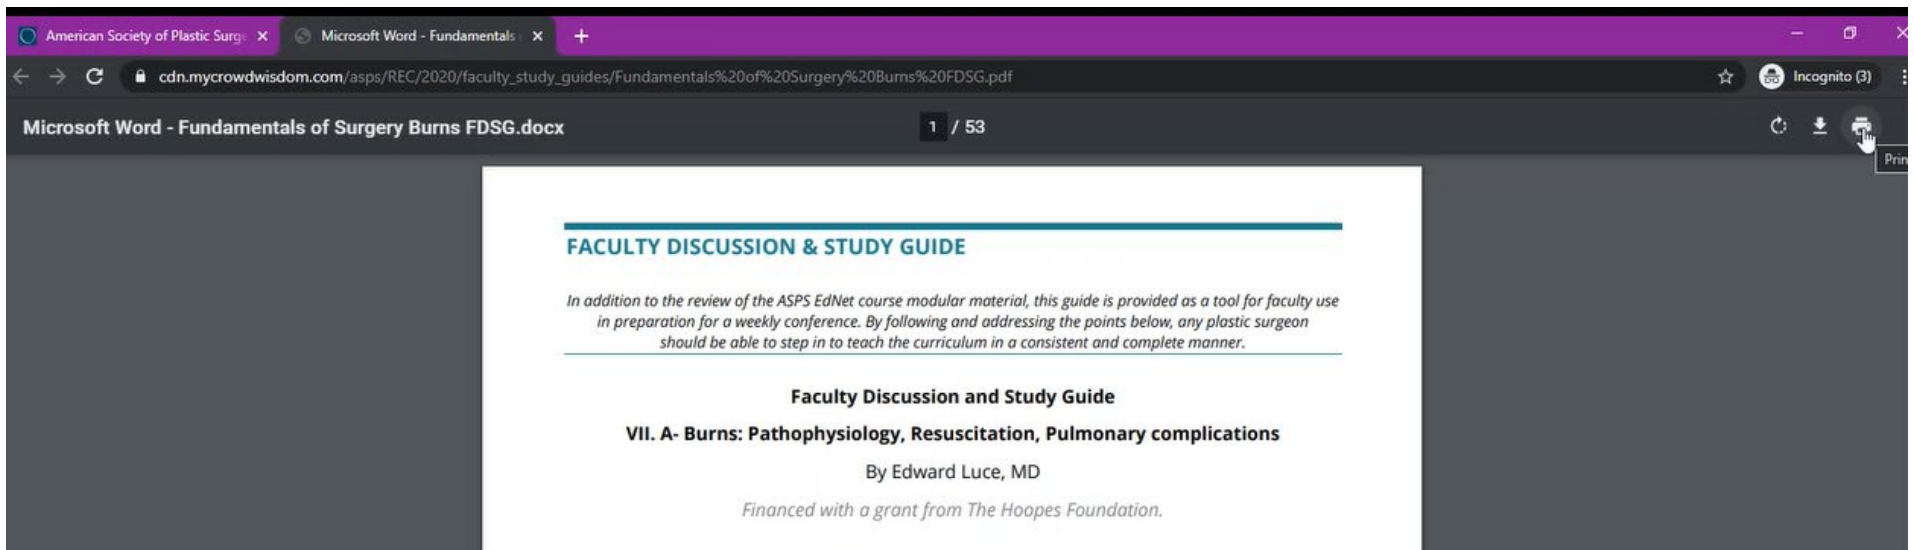 American Society of Plastic Surg
Microsoft Word - Fundamentals
cdn.mycrowdwisdom.com/asps/REC/2020/faculty_study_guides/Fundamentals%20of%20Surgery%20Burns%20FDSG.pdf
Incognito (3)
Microsoft Word - Fundamentals of Surgery Burns FDSG.docx
1 / 53
Prin
FACULTY DISCUSSION & STUDY GUIDE
In addition to the review of the ASPS EdNet course modular material, this guide is provided as a tool for faculty use
in preparation for a weekly conference. By following and addressing the points below, any plastic surgeon
should be able to step in to teach the curriculum in a consistent and complete manner.
Faculty Discussion and Study Guide
VII. A- Burns: Pathophysiology, Resuscitation, Pulmonary complications
By Edward Luce, MD
Financed with a grant from The Hoopes Foundation.